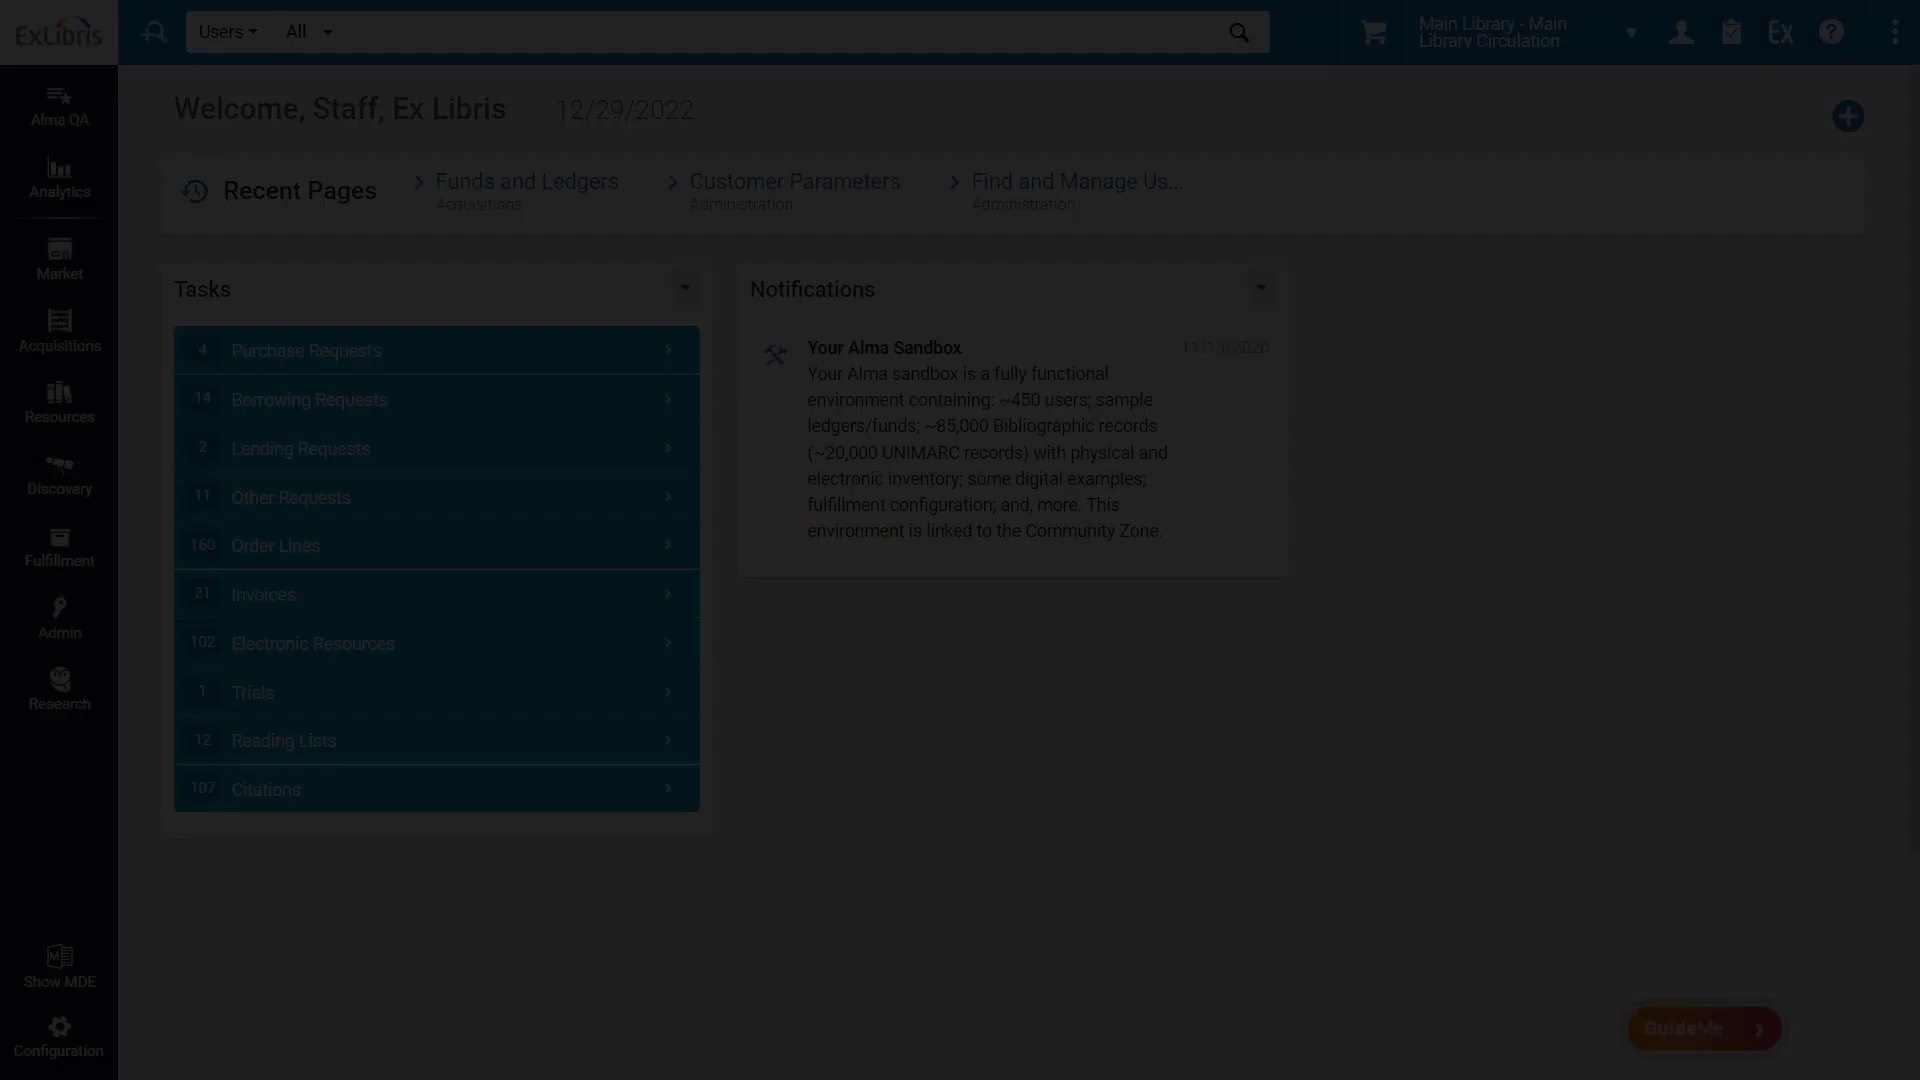 ExLibris
Users
All
Main Library - Main
Library Circulation
Ex
?
Alma QA
Analytics
Market
Acquisitions
Resources
Discovery
Fulfillment
Admin
Research
Show MDE
Configuration
Welcome, Staff, Ex Libris
12/29/2022
Recent Pages
Funds and Ledgers
Acquisitions
Customer Parameters
Administration
Find and Manage Us...
Administration
Tasks
4 Purchase Requests
14 Borrowing Requests
2 Lending Requests
11 Other Requests
160 Order Lines
21 Invoices
102 Electronic Resources
1 Trials
12 Reading Lists
107 Citations
Notifications
Your Alma Sandbox
11/13/2020
Your Alma sandbox is a fully functional
environment containing: ~450 users; sample
ledgers/funds; ~85,000 Bibliographic records
(~20,000 UNIMARC records) with physical and
electronic inventory; some digital examples;
fulfillment configuration; and, more. This
environment is linked to the Community Zone.
GuideMe